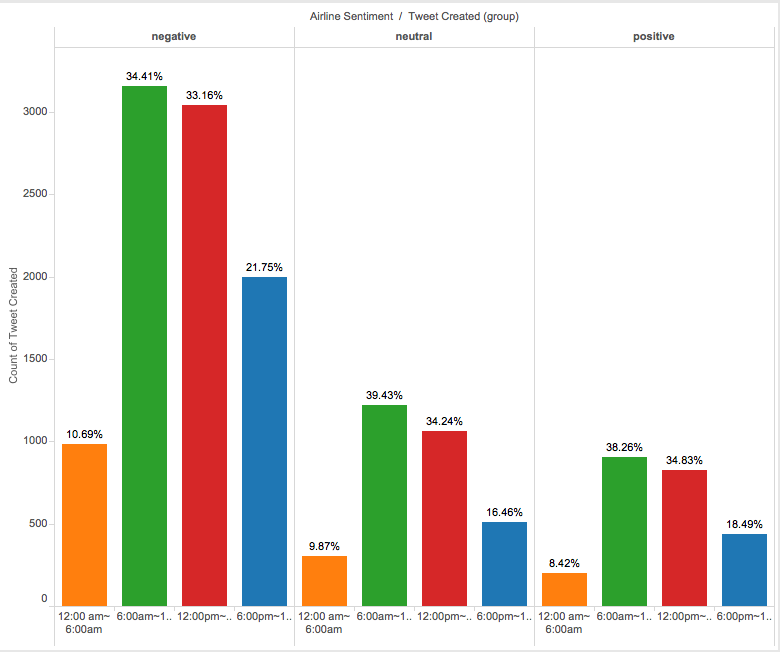 Airline Sentiment / Tweet Created (group)
negative
neutral
positive
Count of Tweet Created
3000
2500
2000
1500
1000
500
0
10.69%
34.41%
33.16%
21.75%
9.87%
39.43%
34.24%
16.46%
8.42%
38.26%
34.83%
18.49%
12:00 am~
6:00am
6:00am~1..
12:00pm~..
6:00pm~1..
12:00 am~
6:00am
6:00am~1..
12:00pm~..
6:00pm~1..
12:00 am~
6:00am
6:00am~1..
12:00pm~..
6:00pm~1..